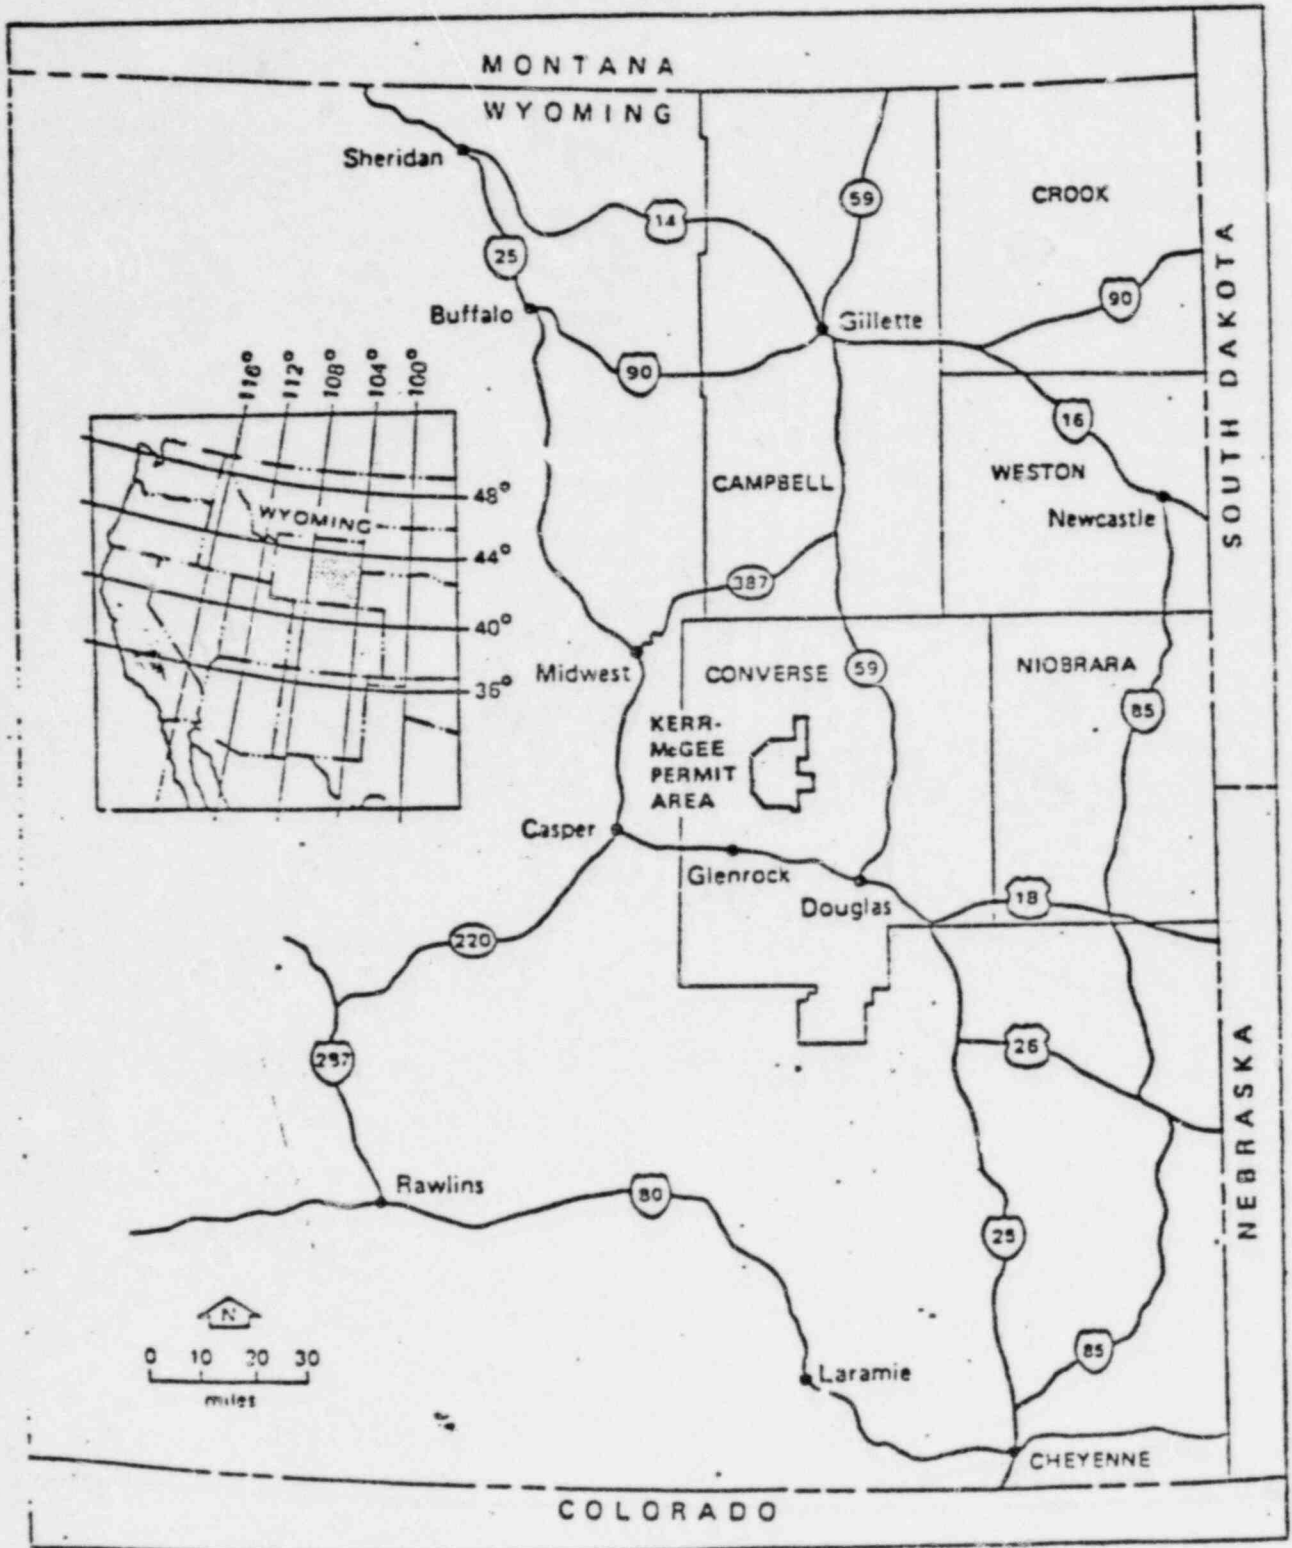 MONTANA
WYOMING
Sheridan
14
59
CROOK
25
Buffalo
90
Gillette
90
SOUTH DAKOTA
116° 112° 108° 104° 100°
16
CAMPBELL
WESTON
Newcastle
48°
WYOMING
44°
40°
36°
387
Midwest
CONVERSE
59
NIOBRARA
85
KERR-
McGEE
PERMIT
AREA
Casper
Glenrock
Douglas
18
220
287
26
NEBRASKA
Rawlins
80
25
N
0 10 20 30
miles
85
Laramie
CHEYENNE
COLORADO